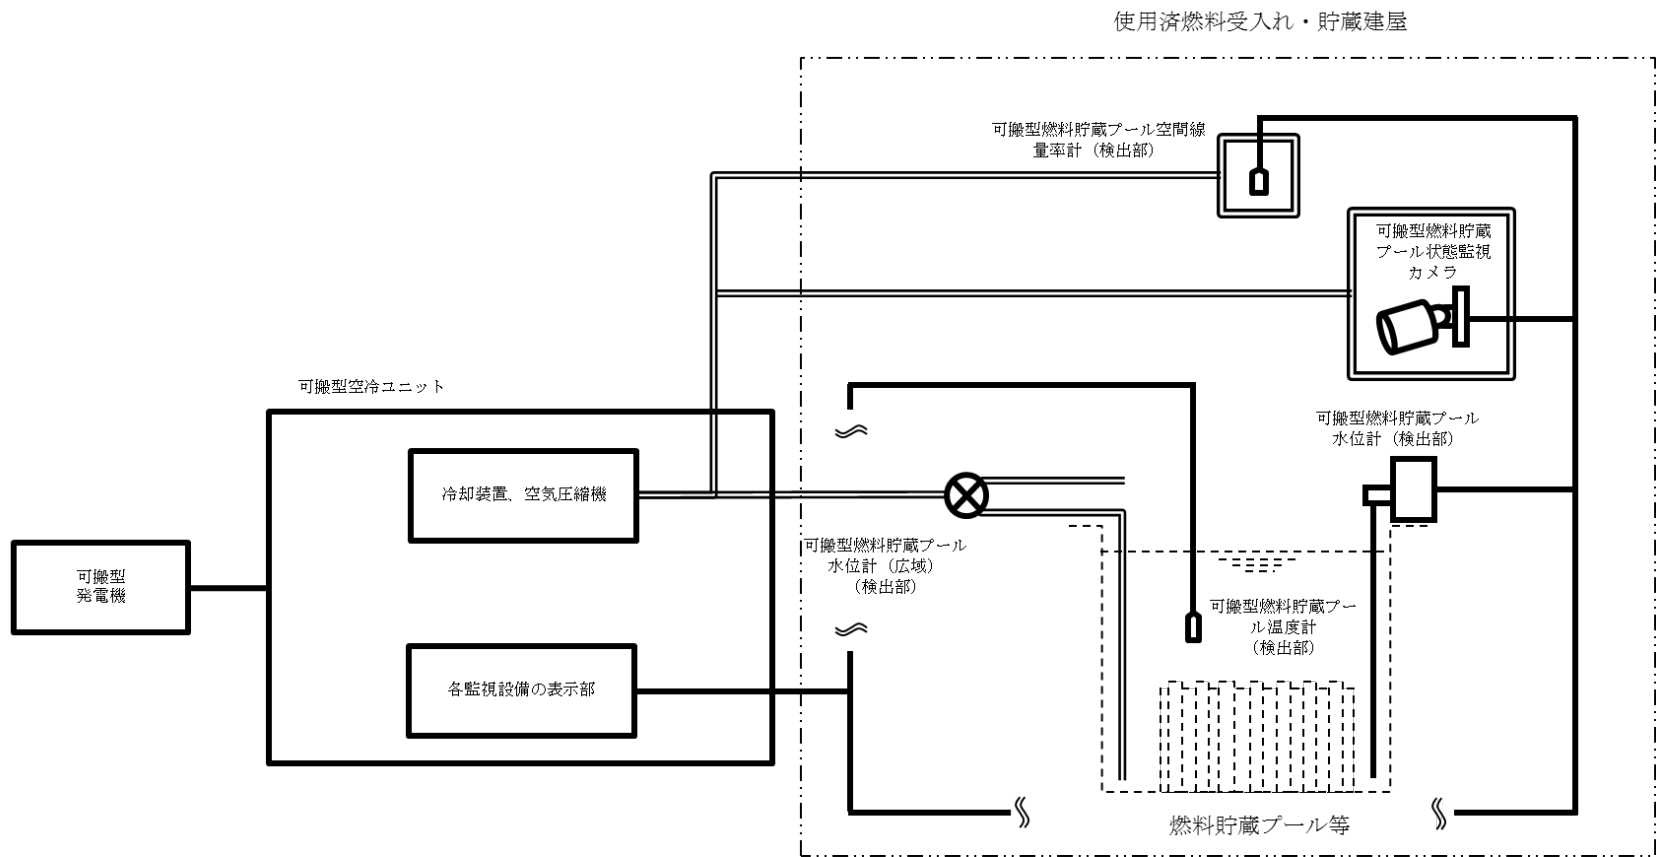 使用済燃料受入れ・貯蔵建屋
可搬型燃料貯蔵プール空間線
量率計（検出部）
可搬型燃料貯蔵
プール状態監視
カメラ
可搬型空冷ユニット
可搬型燃料貯蔵プール
水位計（検出部）
冷却装置、空気圧縮機
可搬型燃料貯蔵プール
水位計（広域）
（検出部）
可搬型
発電機
可搬型燃料貯蔵プー
ル温度計
（検出部）
各監視設備の表示部
燃料貯蔵プール等